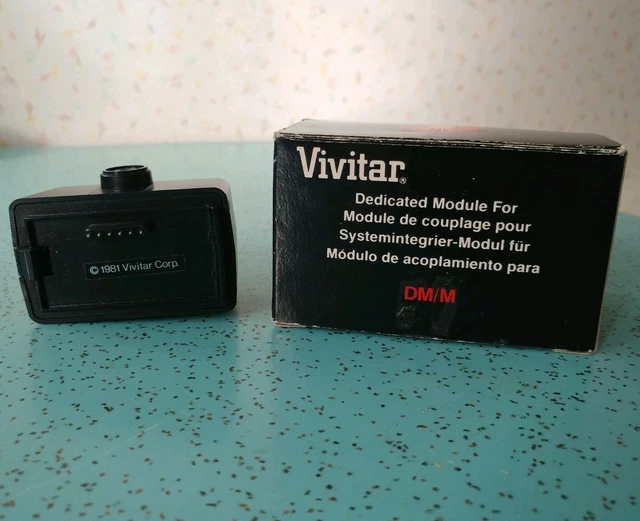 © 1981 Vivitar Corp.
Vivitar®
Dedicated Module For
Module de couplage pour
Systemintegrier-Modul für
Módulo de acoplamiento para
DM/M